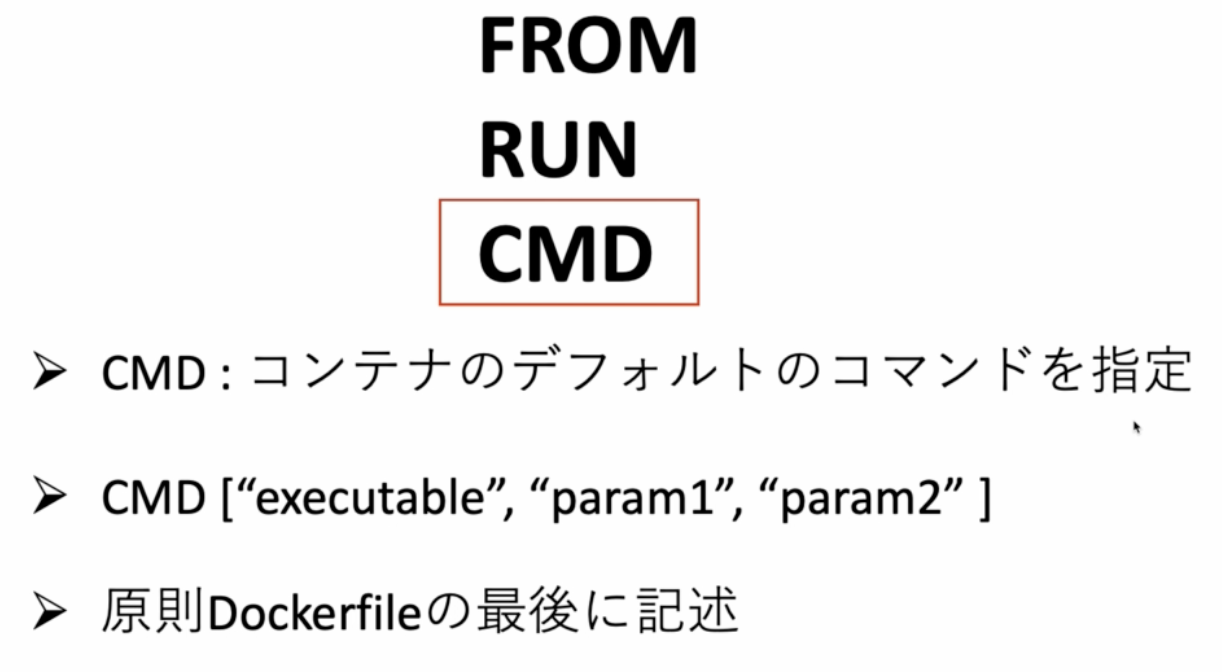 FROM
RUN
CMD
➢ CMD : コンテナのデフォルトのコマンドを指定
➢ CMD [“executable”, “param1”, “param2” ]
➢ 原則Dockerfileの最後に記述